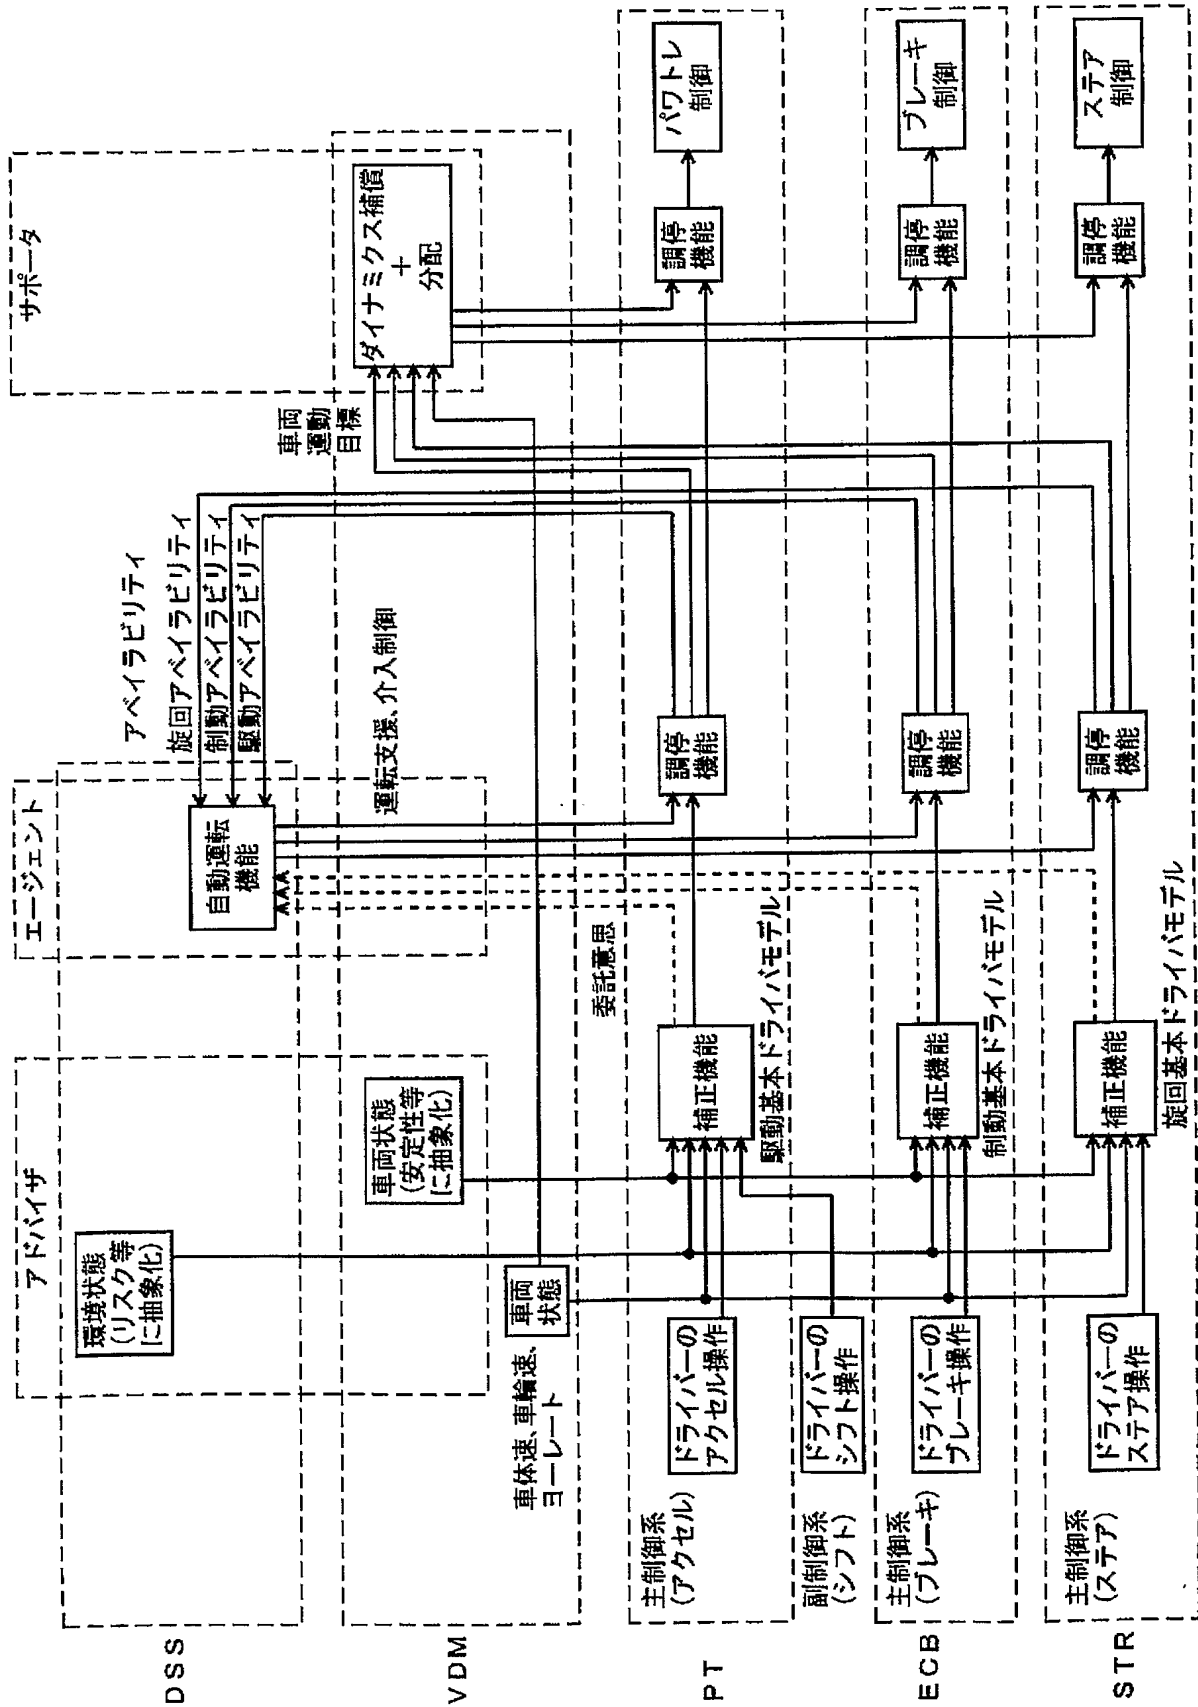 DSS
VDM
PT
ECB
STR
アドバイザ
エージェント
サポータ
環境状態
(リスク等
に抽象化)
自動運転
機能
アベイラビリティ
旋回アベイラビリティ
制動アベイラビリティ
駆動アベイラビリティ
車両状態
(安定性等
に抽象化)
運転支援、介入制御
車両
運動
目標
ダイナミクス補償
+
分配
車両
状態
車体速、車輪速、
ヨーレート
委託意思
主制御系
(アクセル)
ドライバーの
アクセル操作
補正機能
駆動基本ドライバモデル
調停
機能
調停
機能
パワトレ
制御
副制御系
(シフト)
ドライバーの
シフト操作
主制御系
(ブレーキ)
ドライバーの
ブレーキ操作
補正機能
制動基本ドライバモデル
調停
機能
調停
機能
ブレーキ
制御
主制御系
(ステア)
ドライバーの
ステア操作
補正機能
旋回基本ドライバモデル
調停
機能
調停
機能
ステア
制御